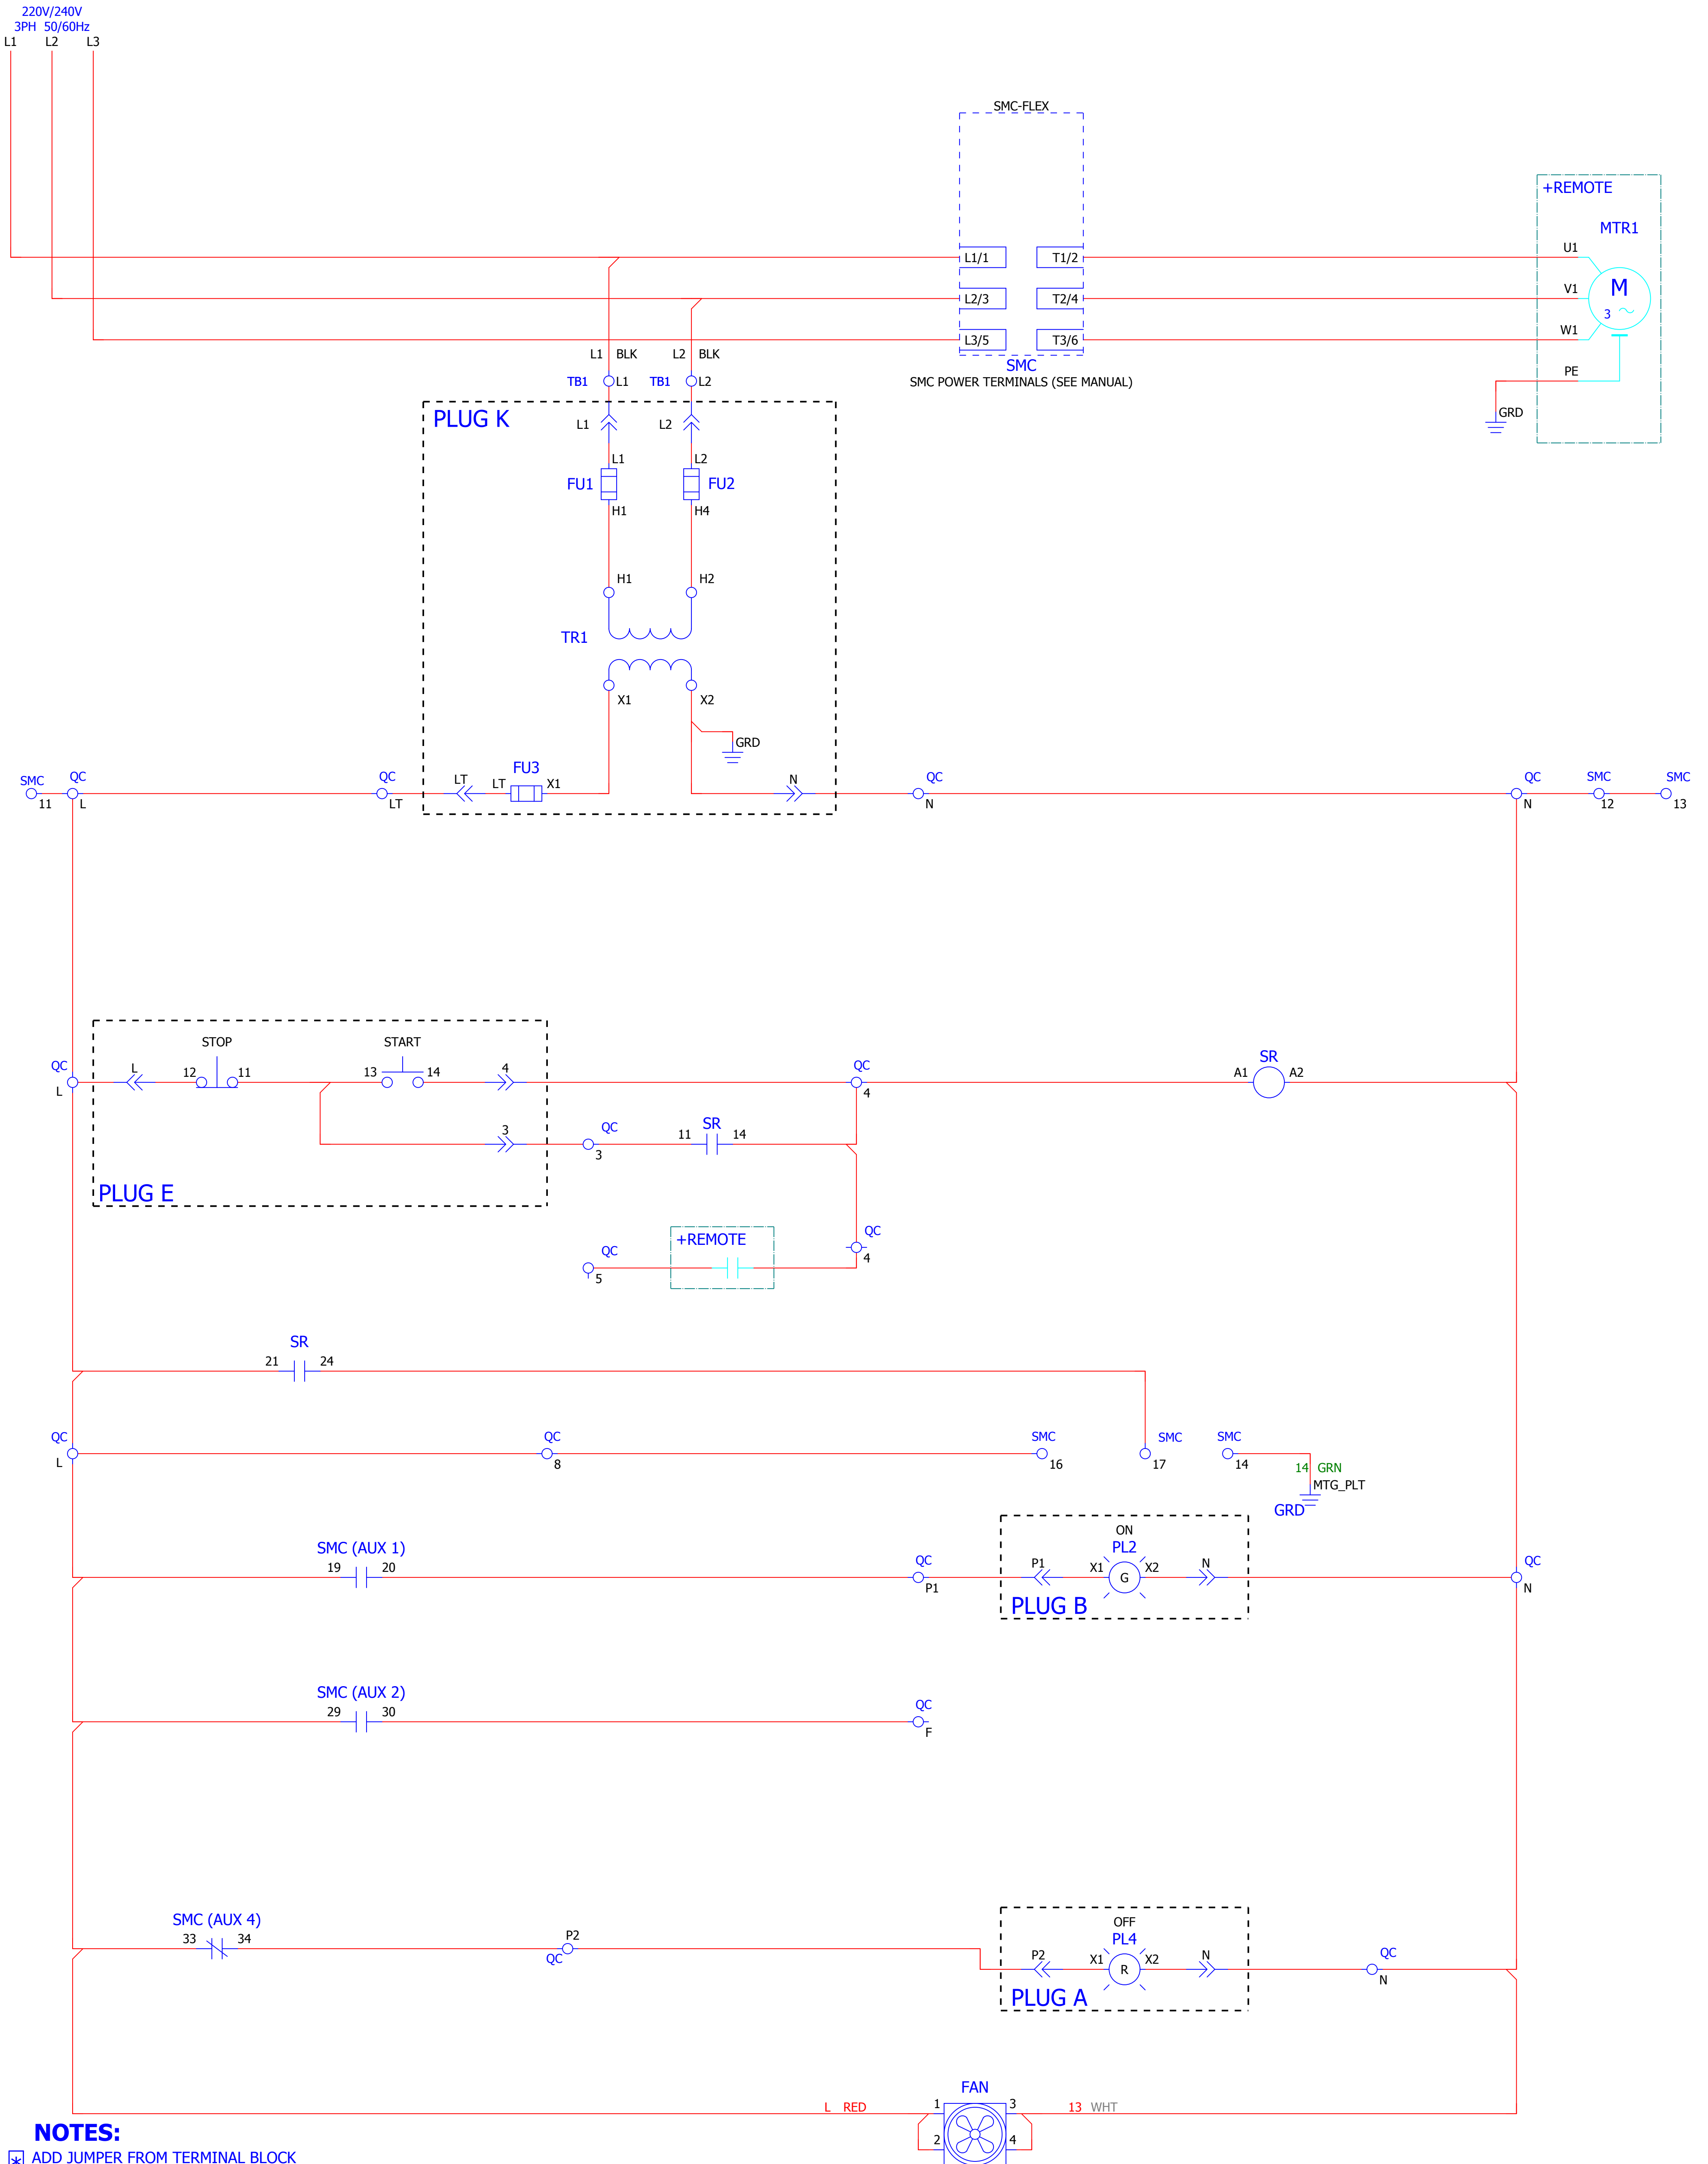 220V/240V
3PH 50/60Hz
L1 L2 L3
SMC-FLEX
+REMOTE
MTR1
U1
L1/1 T1/2
V1
M
3
L2/3 T2/4
W1
L3/5 T3/6
SMC
SMC POWER TERMINALS (SEE MANUAL)
PE
GRD
L1 BLK L2 BLK
TB1 L1 TB1 L2
PLUG K
L1 L2
L1 L2
FU1 FU2
H1 H4
H1 H2
TR1
X1 X2
GRD
SMC QC QC LT LT FU3 X1 N QC QC SMC SMC
11 L LT N N 12 13
STOP START
QC L 12 11 13 14 4 QC SR
L 4 A1 A2
3 QC 11 SR 14
3
PLUG E
+REMOTE
QC QC
5 4
SR
21 24
QC QC SMC SMC SMC
L 8 16 17 14
14 GRN
MTG_PLT
GRD
ON
SMC (AUX 1) PL2
19 20 QC P1 X1 G X2 N QC
P1 N
PLUG B
SMC (AUX 2)
29 30 QC
F
OFF
SMC (AUX 4) PL4
33 34 P2 P2 X1 R X2 N QC
QC N
PLUG A
FAN
L RED 1 3 13 WHT
2 4
NOTES:
* ADD JUMPER FROM TERMINAL BLOCK